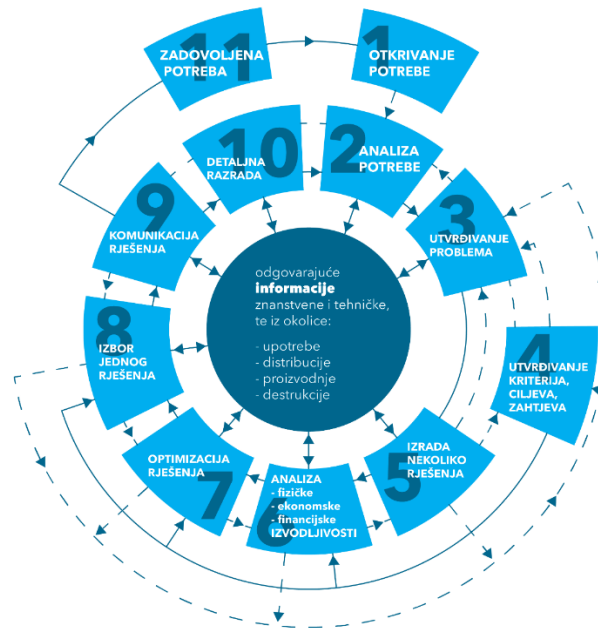 1
OTKRIVANJE
POTREBE
2
ANALIZA
POTREBE
3
UTVRĐIVANJE
PROBLEMA
4
UTVRĐIVANJE
KRITERIJA,
CILJEVA,
ZAHTJEVA
5
IZRADA
NEKOLIKO
RJEŠENJA
6
ANALIZA
- fizičke
- ekonomske
- financijske
IZVODLJIVOSTI
7
OPTIMIZACIJA
RJEŠENJA
8
IZBOR
JEDNOG
RJEŠENJA
9
KOMUNIKACIJA
RJEŠENJA
10
DETALJNA
RAZRADA
11
ZADOVOLJENA
POTREBA
odgovarajuće
informacije
znanstvene i tehničke,
te iz okolice:
- upotrebe
- distribucije
- proizvodnje
- destrukcije